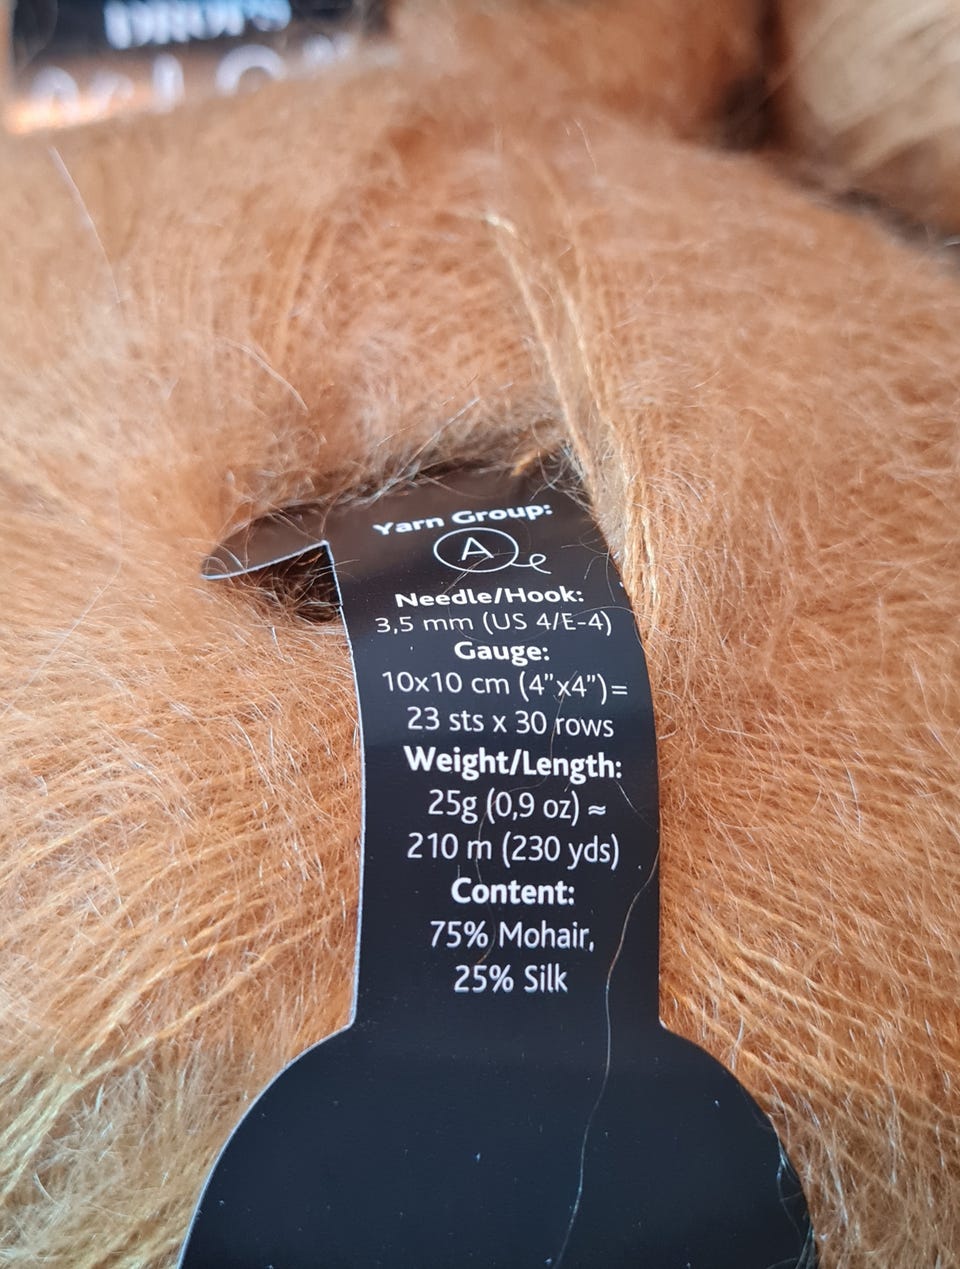 DROPS
Yarn Group:
A
Needle/Hook:
3,5 mm (US 4/E-4)
Gauge:
10x10 cm (4"x4")=
23 sts x 30 rows
Weight/Length:
25g (0,9 oz) ≈
210 m (230 yds)
Content:
75% Mohair,
25% Silk